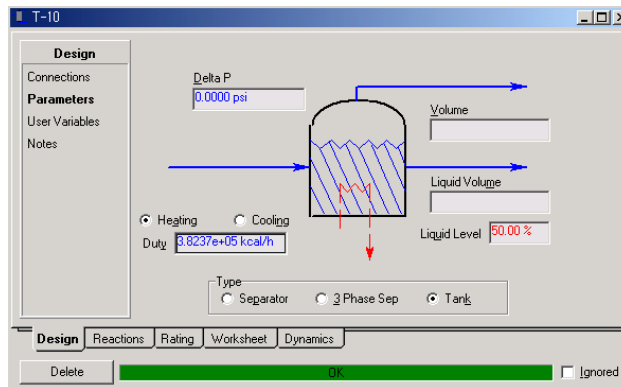 T-10
Design
Connections
Parameters
User Variables
Notes
Delta P
0.0000 psi
Volume
Liquid Volume
Liquid Level 50.00 %
Heating Cooling
Duty 3.8237e+05 kcal/h
Type
Separator 3 Phase Sep Tank
Design Reactions Rating Worksheet Dynamics
Delete OK Ignored